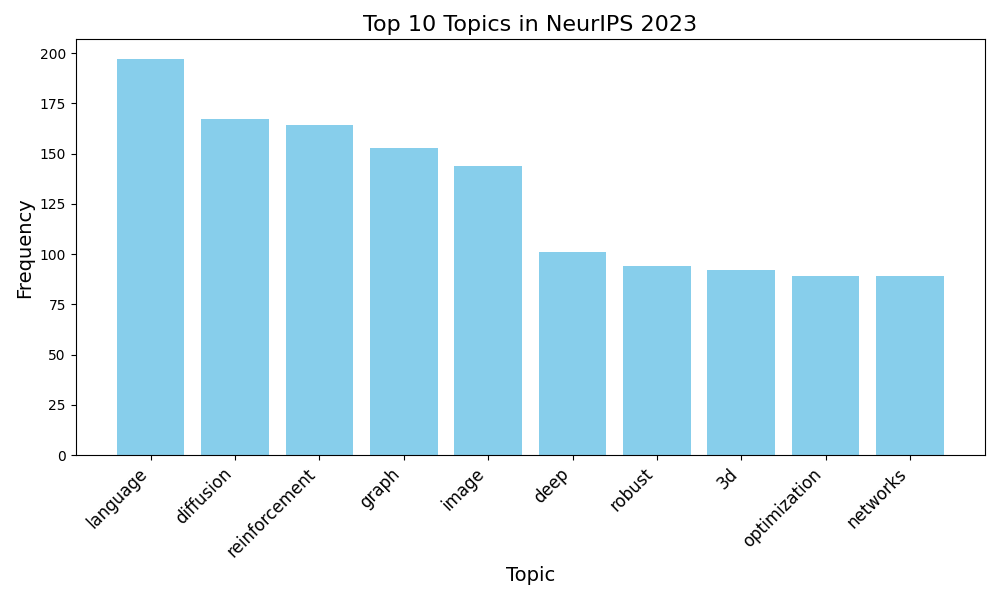 Top 10 Topics in NeurIPS 2023
Frequency
200
175
150
125
100
75
50
25
0
language
diffusion
reinforcement
graph
image
deep
robust
3d
optimization
networks
Topic